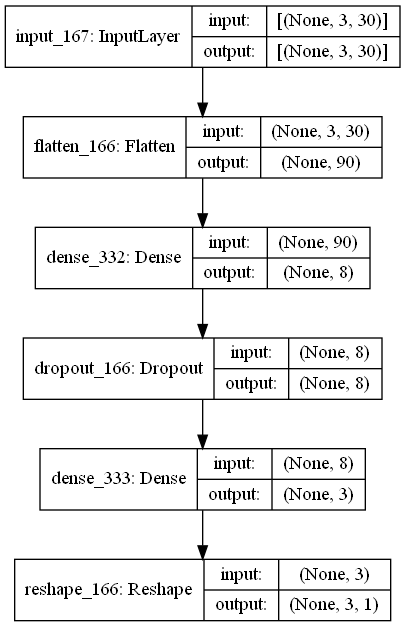 input_167: InputLayer
input: [(None, 3, 30)]
output: [(None, 3, 30)]
flatten_166: Flatten
input: (None, 3, 30)
output: (None, 90)
dense_332: Dense
input: (None, 90)
output: (None, 8)
dropout_166: Dropout
input: (None, 8)
output: (None, 8)
dense_333: Dense
input: (None, 8)
output: (None, 3)
reshape_166: Reshape
input: (None, 3)
output: (None, 3, 1)